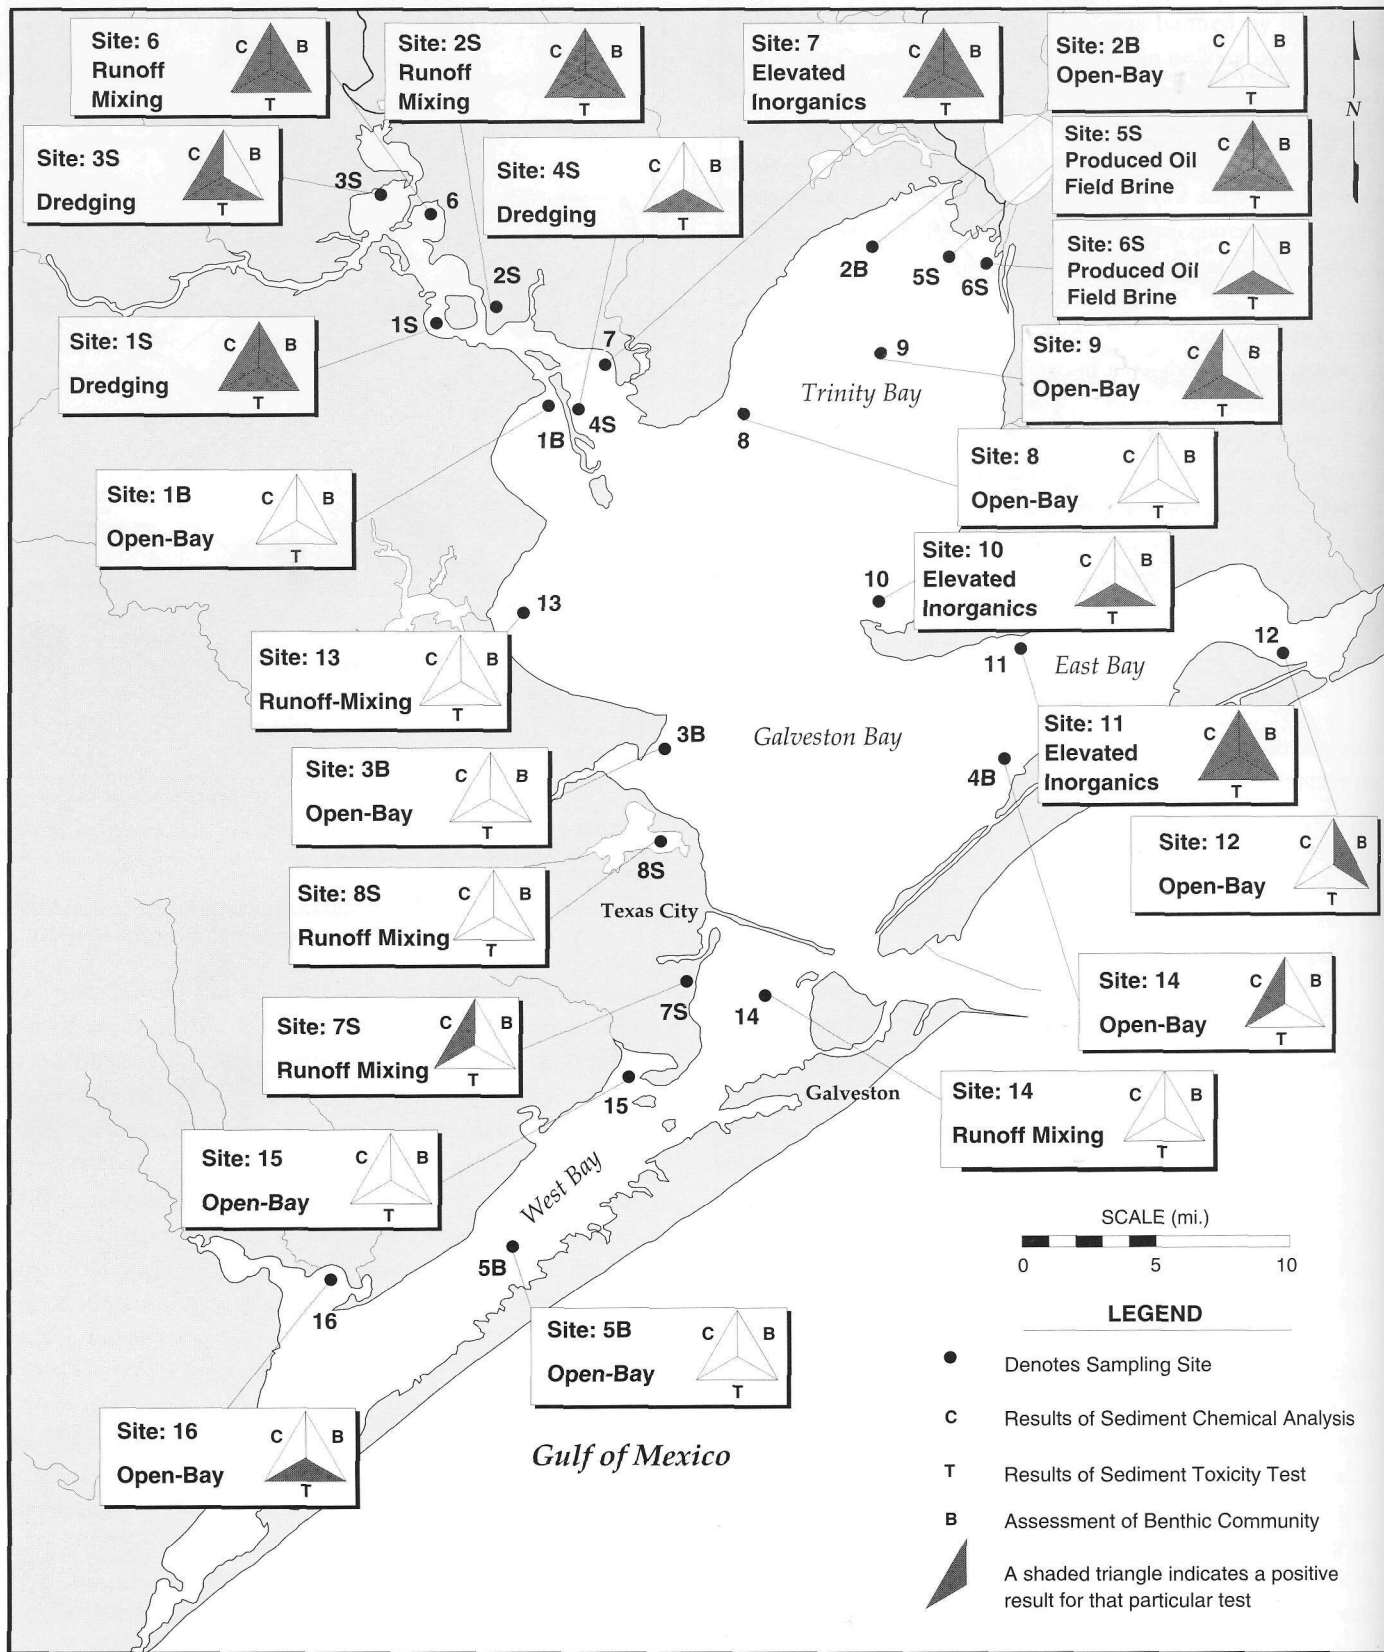 Site: 6
Runoff
Mixing
C
B
T
Site: 2S
Runoff
Mixing
C
B
T
Site: 7
Elevated
Inorganics
C
B
T
Site: 2B
Open-Bay
C
B
T
N
Site: 3S
Dredging
C
B
T
Site: 4S
Dredging
C
B
T
Site: 5S
Produced Oil
Field Brine
C
B
T
Site: 6S
Produced Oil
Field Brine
C
B
T
3S
6
2S
1S
7
1B
4S
2B
5S
6S
9
Trinity Bay
8
Site: 1S
Dredging
C
B
T
Site: 9
Open-Bay
C
B
T
Site: 8
Open-Bay
C
B
T
Site: 1B
Open-Bay
C
B
T
Site: 10
Elevated
Inorganics
C
B
T
10
13
12
11
East Bay
Site: 13
Runoff-Mixing
C
B
T
3B
Galveston Bay
4B
Site: 11
Elevated
Inorganics
C
B
T
Site: 3B
Open-Bay
C
B
T
Site: 12
Open-Bay
C
B
T
8S
Site: 8S
Runoff Mixing
C
B
T
Texas City
Site: 14
Open-Bay
C
B
T
7S
14
Site: 7S
Runoff Mixing
C
B
T
15
Galveston
Site: 14
Runoff Mixing
C
B
T
Site: 15
Open-Bay
C
B
T
West Bay
5B
16
Site: 5B
Open-Bay
C
B
T
Site: 16
Open-Bay
C
B
T
Gulf of Mexico
SCALE (mi.)
0 5 10
LEGEND
Denotes Sampling Site
C Results of Sediment Chemical Analysis
T Results of Sediment Toxicity Test
B Assessment of Benthic Community
A shaded triangle indicates a positive
result for that particular test